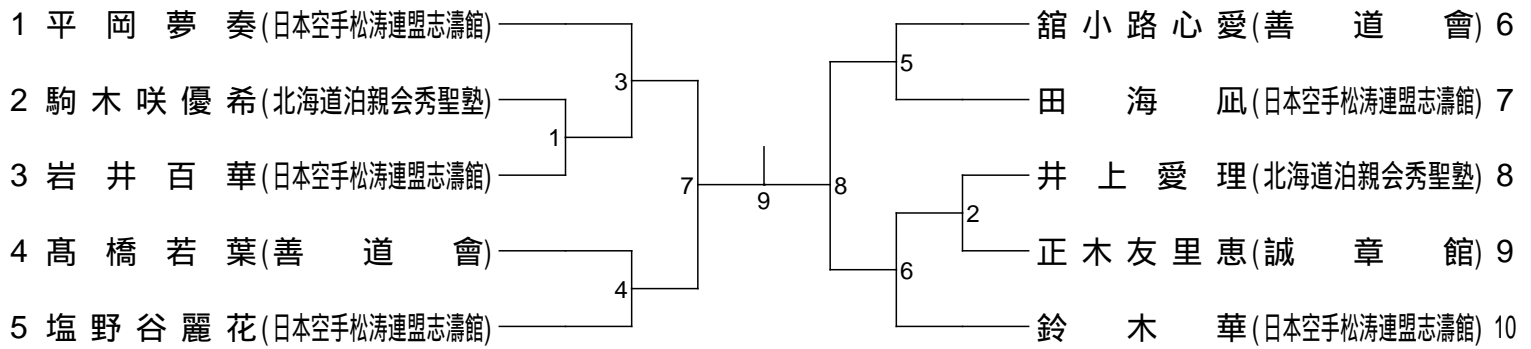 1 平岡夢奏(日本空手松涛連盟志濤館)
2 駒木咲優希(北海道泊親会秀聖塾)
3 岩井百華(日本空手松涛連盟志濤館)
4 髙橋若葉(善道會)
5 塩野谷麗花(日本空手松涛連盟志濤館)
3
1
4
7
9
8
5
2
6
舘小路心愛(善道會) 6
田海凪(日本空手松涛連盟志濤館) 7
井上愛理(北海道泊親会秀聖塾) 8
正木友里恵(誠章館) 9
鈴木華(日本空手松涛連盟志濤館) 10